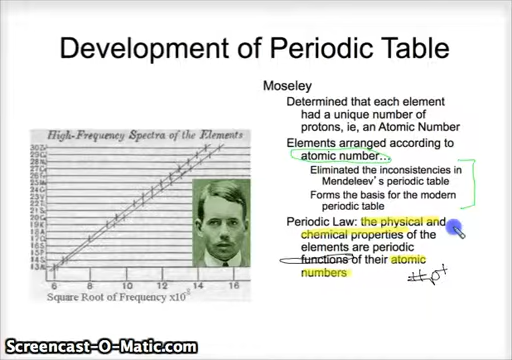 Development of Periodic Table
Moseley
Determined that each element
had a unique number of
protons, ie, an Atomic Number
Elements arranged according to
atomic number…
Eliminated the inconsistencies in
Mendeleev's periodic table
Forms the basis for the modern
periodic table
Periodic Law: the physical and
chemical properties of the
elements are periodic
functions of their atomic
numbers
#p+
High-Frequency Spectra of the Elements
6 8 10 12 14 16
Square Root of Frequency x10⁻⁸
Screencast-O-Matic.com